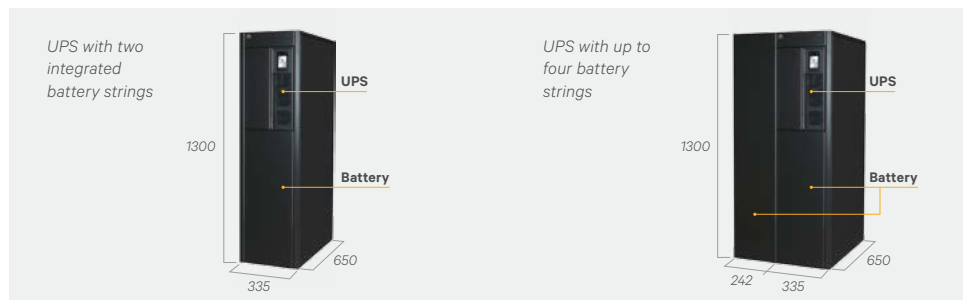 UPS with two
integrated
battery strings
UPS
1300
Battery
650
335
UPS with up to
four battery
strings
UPS
1300
Battery
650
242
335